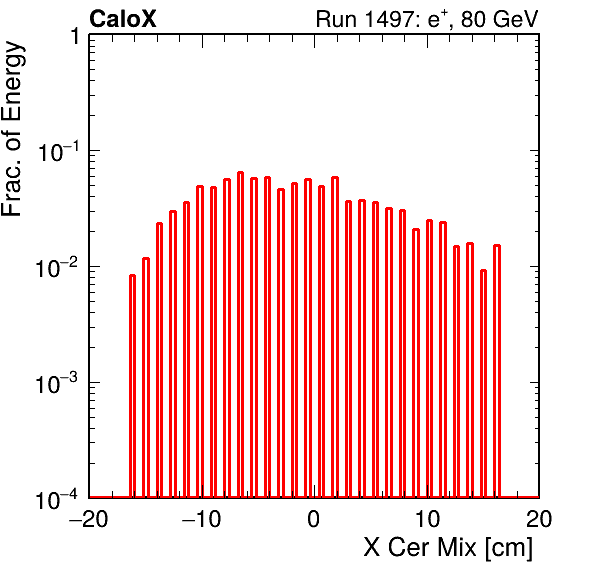 CaloX
Run 1497: e⁺, 80 GeV
Frac. of Energy
1
10⁻¹
10⁻²
10⁻³
10⁻⁴
−20
−10
0
10
20
X Cer Mix [cm]